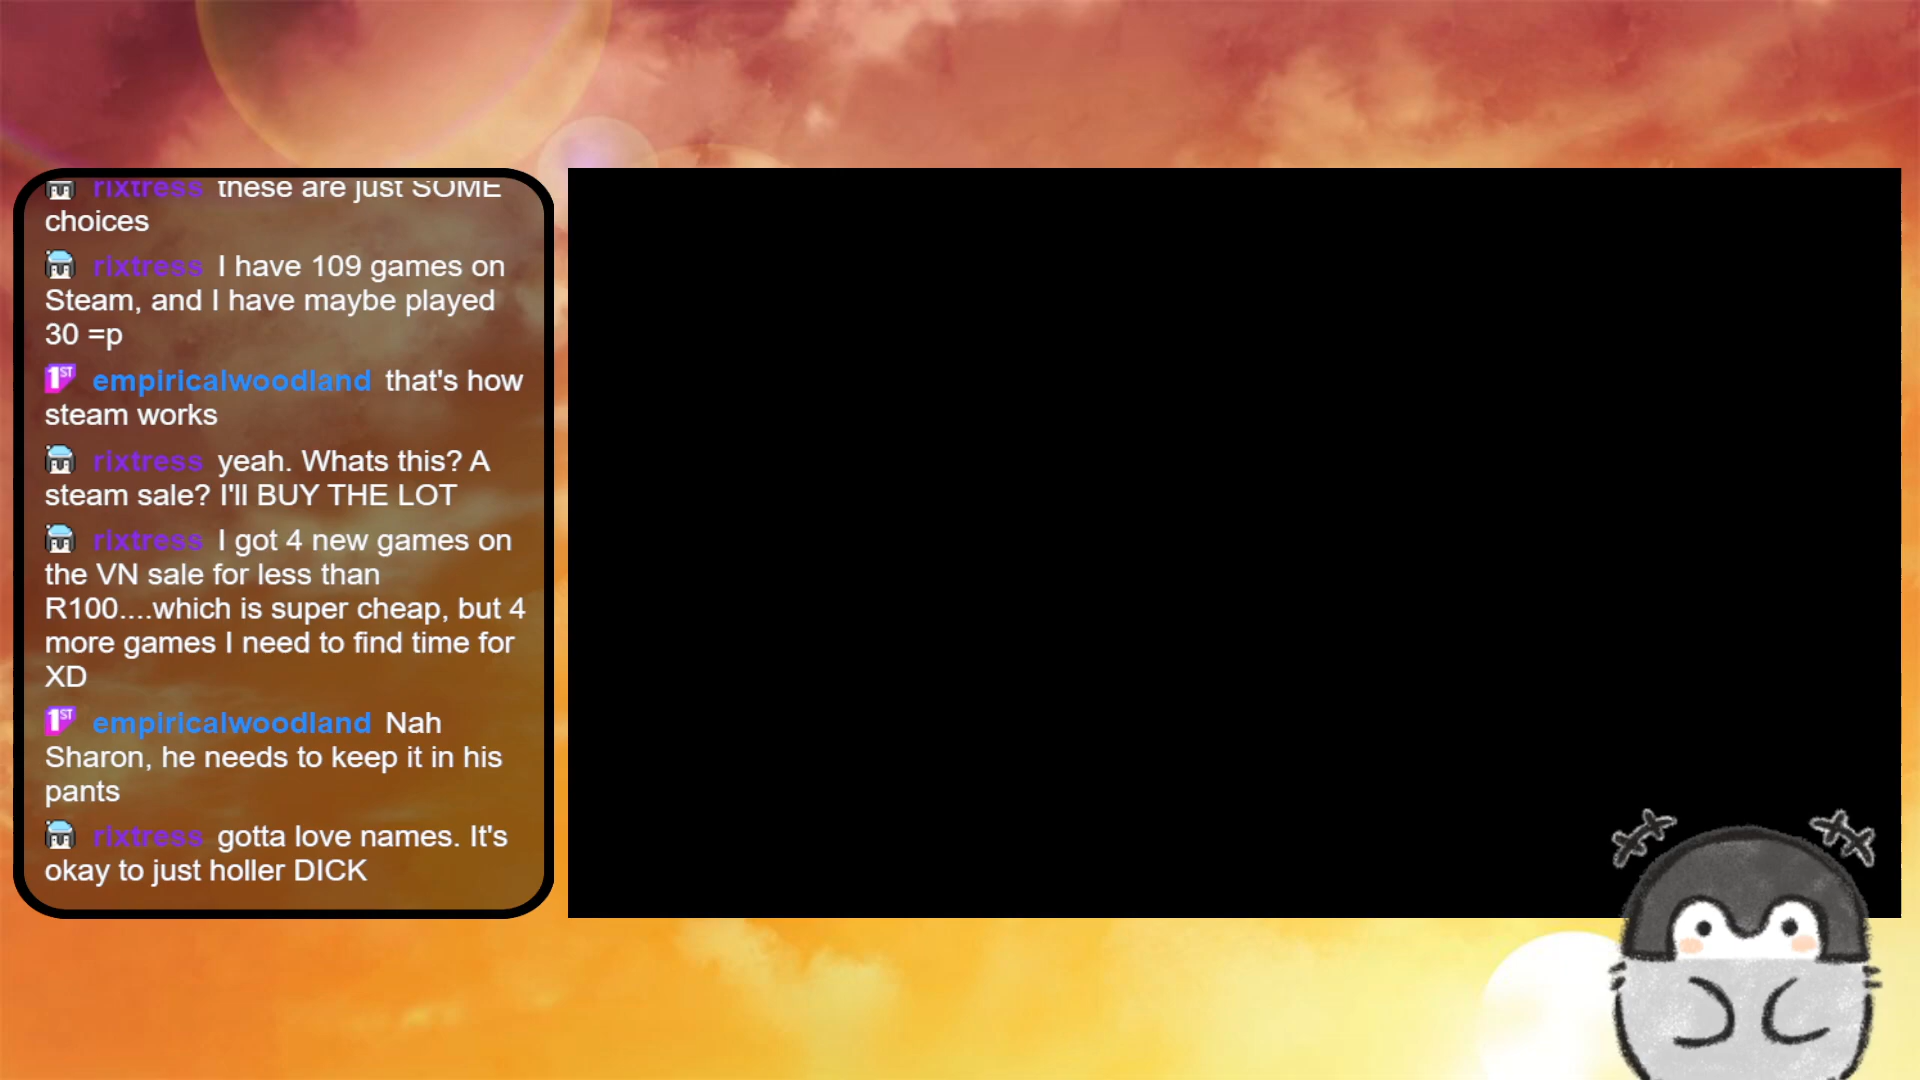 rixtress these are just SOME
choices
rixtress I have 109 games on
Steam, and I have maybe played
30 =p
1ST empiricalwoodland that's how
steam works
rixtress yeah. Whats this? A
steam sale? I'll BUY THE LOT
rixtress I got 4 new games on
the VN sale for less than
R100....which is super cheap, but 4
more games I need to find time for
XD
1ST empiricalwoodland Nah
Sharon, he needs to keep it in his
pants
rixtress gotta love names. It's
okay to just holler DICK